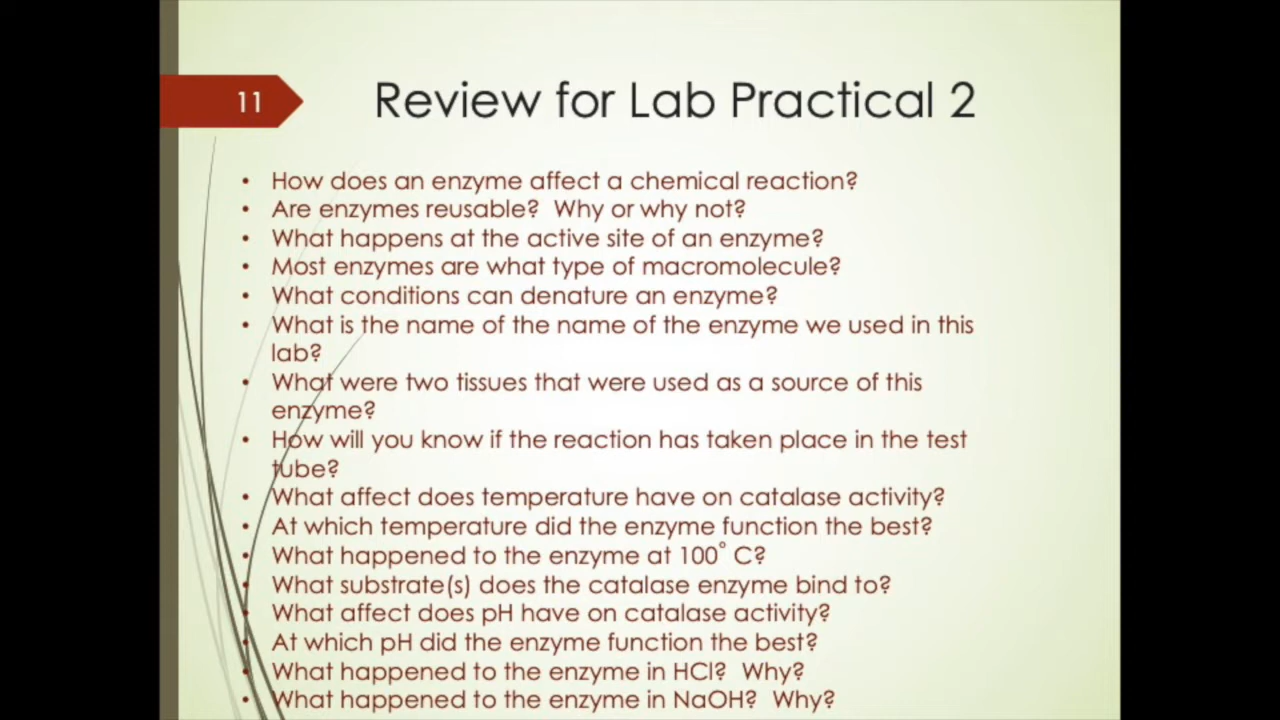 11
Review for Lab Practical 2
• How does an enzyme affect a chemical reaction?
• Are enzymes reusable?  Why or why not?
• What happens at the active site of an enzyme?
• Most enzymes are what type of macromolecule?
• What conditions can denature an enzyme?
• What is the name of the name of the enzyme we used in this
lab?
• What were two tissues that were used as a source of this
enzyme?
• How will you know if the reaction has taken place in the test
tube?
• What affect does temperature have on catalase activity?
• At which temperature did the enzyme function the best?
• What happened to the enzyme at 100° C?
• What substrate(s) does the catalase enzyme bind to?
• What affect does pH have on catalase activity?
• At which pH did the enzyme function the best?
• What happened to the enzyme in HCl?  Why?
• What happened to the enzyme in NaOH?  Why?